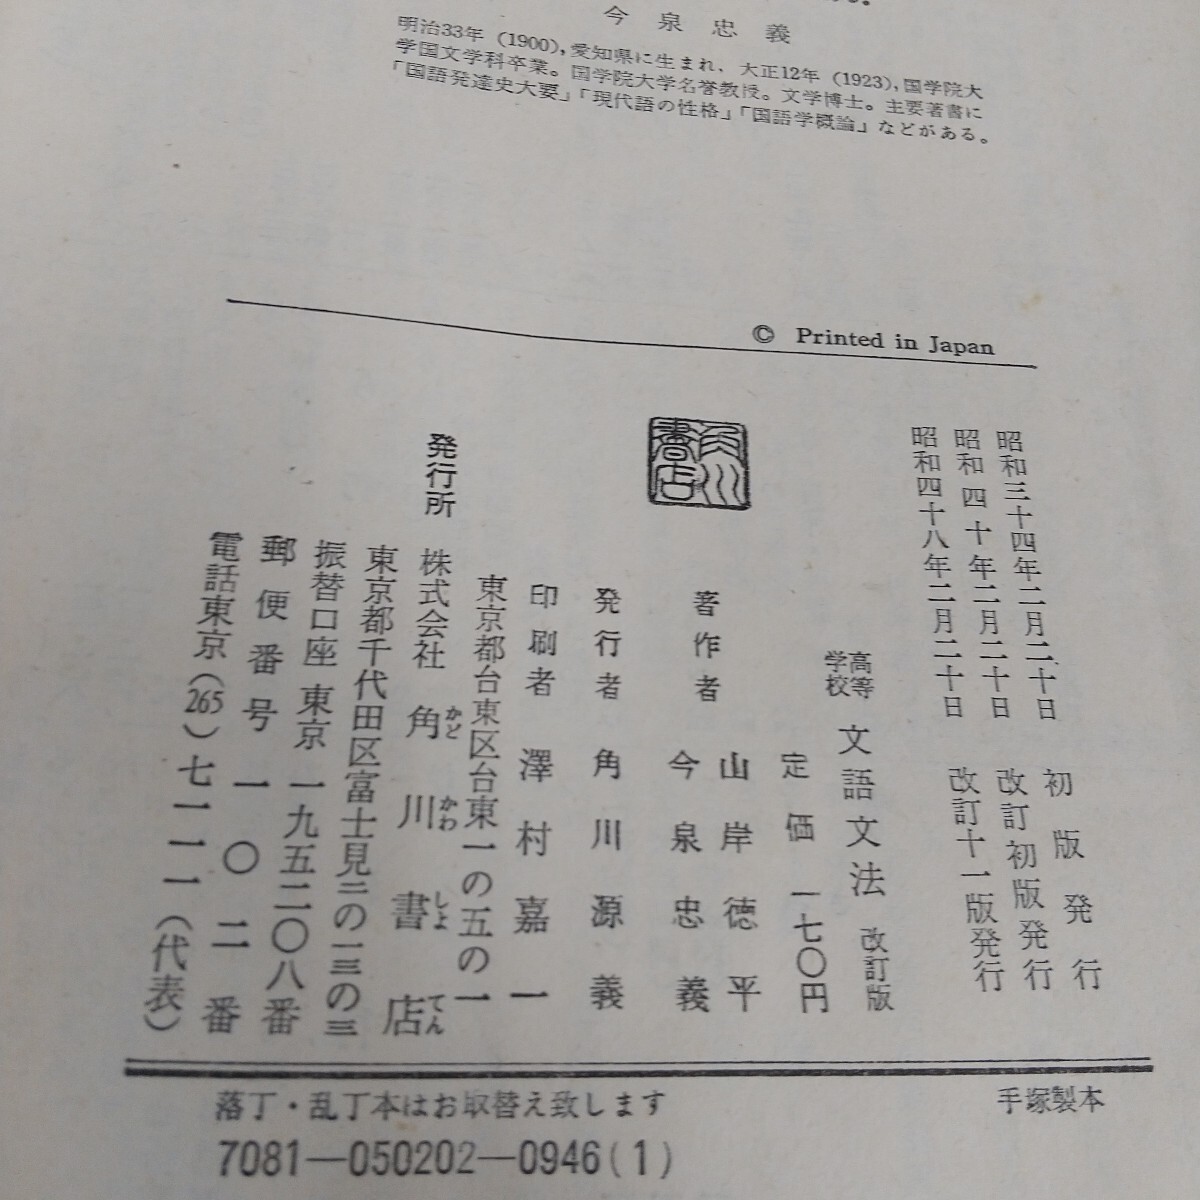 今泉忠義
明治33年 (1900), 愛知県に生まれ、大正12年 (1923), 国学院大
学国文学科卒業。国学院大学名誉教授。文学博士。主要著書に
「国語発達史大要」「現代語の性格」「国語学概論」などがある。
© Printed in Japan
昭和三十四年二月二十日 初版発行
昭和四十年二月二十日 改訂初版発行
昭和四十八年二月二十日 改訂十一版発行
高等学校 文語文法 改訂版
定価 一七〇円
角川書店
著作者 山岸徳平
今泉忠義
発行者 角川源義
印刷者 澤村嘉一
東京都台東区台東一の五の一
発行所 株式会社 角川書店
かど かわ しょ てん
東京都千代田区富士見二の一三の三
振替口座 東京 一九五二〇八番
郵便番号 一〇二番
電話東京(265)七一一一(代表)
落丁・乱丁本はお取替え致します
手塚製本
7081—050202—0946(1)